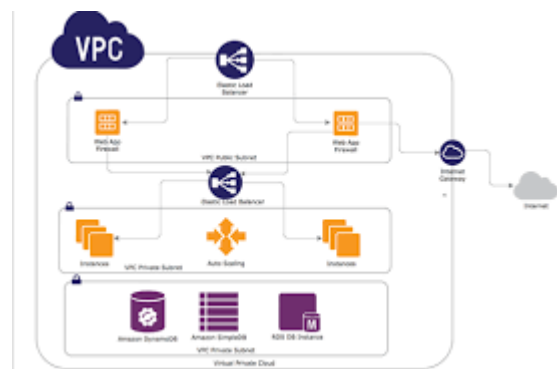 VPC
Elastic Load
Balancer
Web App
Firewall
Web App
Firewall
VPC Public Subnet
Internet
Gateway
Internet
Elastic Load Balancer
Instances
Auto Scaling
Instances
VPC Private Subnet
M
Amazon DynamoDB
Amazon SimpleDB
RDS DB Instance
VPC Private Subnet
Virtual Private Cloud